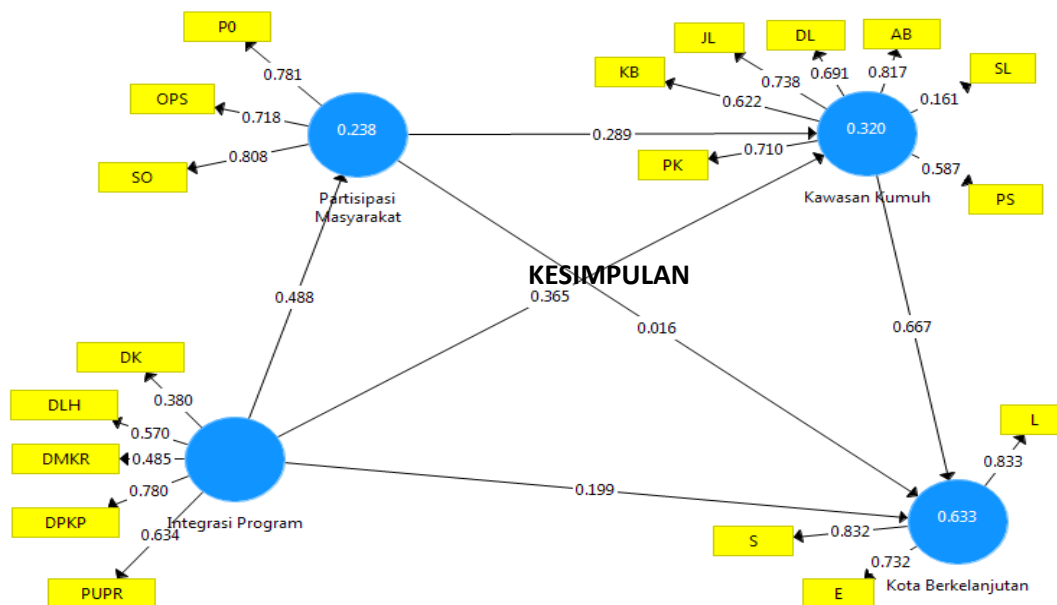 P0
0.781
OPS
0.718
SO
0.808
0.238
Partisipasi
Masyarakat
JL
DL
AB
KB
SL
0.738
0.691
0.817
0.622
0.161
PK
0.710
0.587
PS
0.320
Kawasan Kumuh
0.289
KESIMPULAN
0.365
0.488
0.016
0.667
DK
0.380
DLH
0.570
DMKR
0.485
DPKP
0.780
0.634
PUPR
Integrasi Program
0.199
L
0.833
S
0.832
0.633
0.732
E
Kota Berkelanjutan